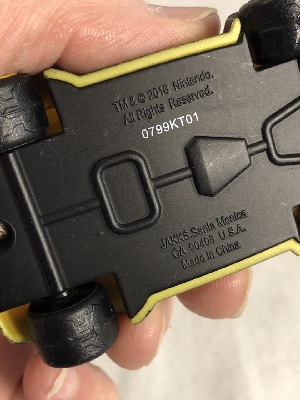 TM & © 2016 Nintendo.
All Rights Reserved.
0799KT01
JAKKS Santa Monica
CA 90405 U.S.A.
Made in China